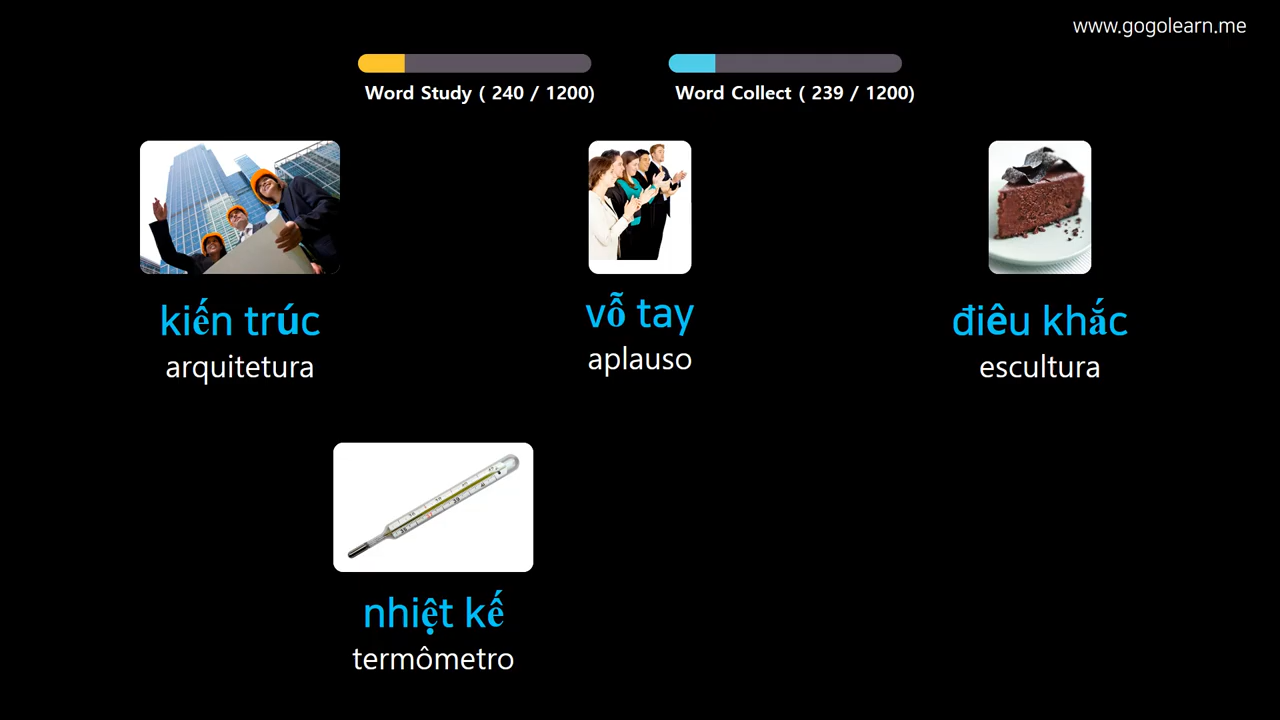 www.gogolearn.me
Word Study ( 240 / 1200)
Word Collect ( 239 / 1200)
kiến trúc
arquitetura
vỗ tay
aplauso
điêu khắc
escultura
nhiệt kế
termômetro